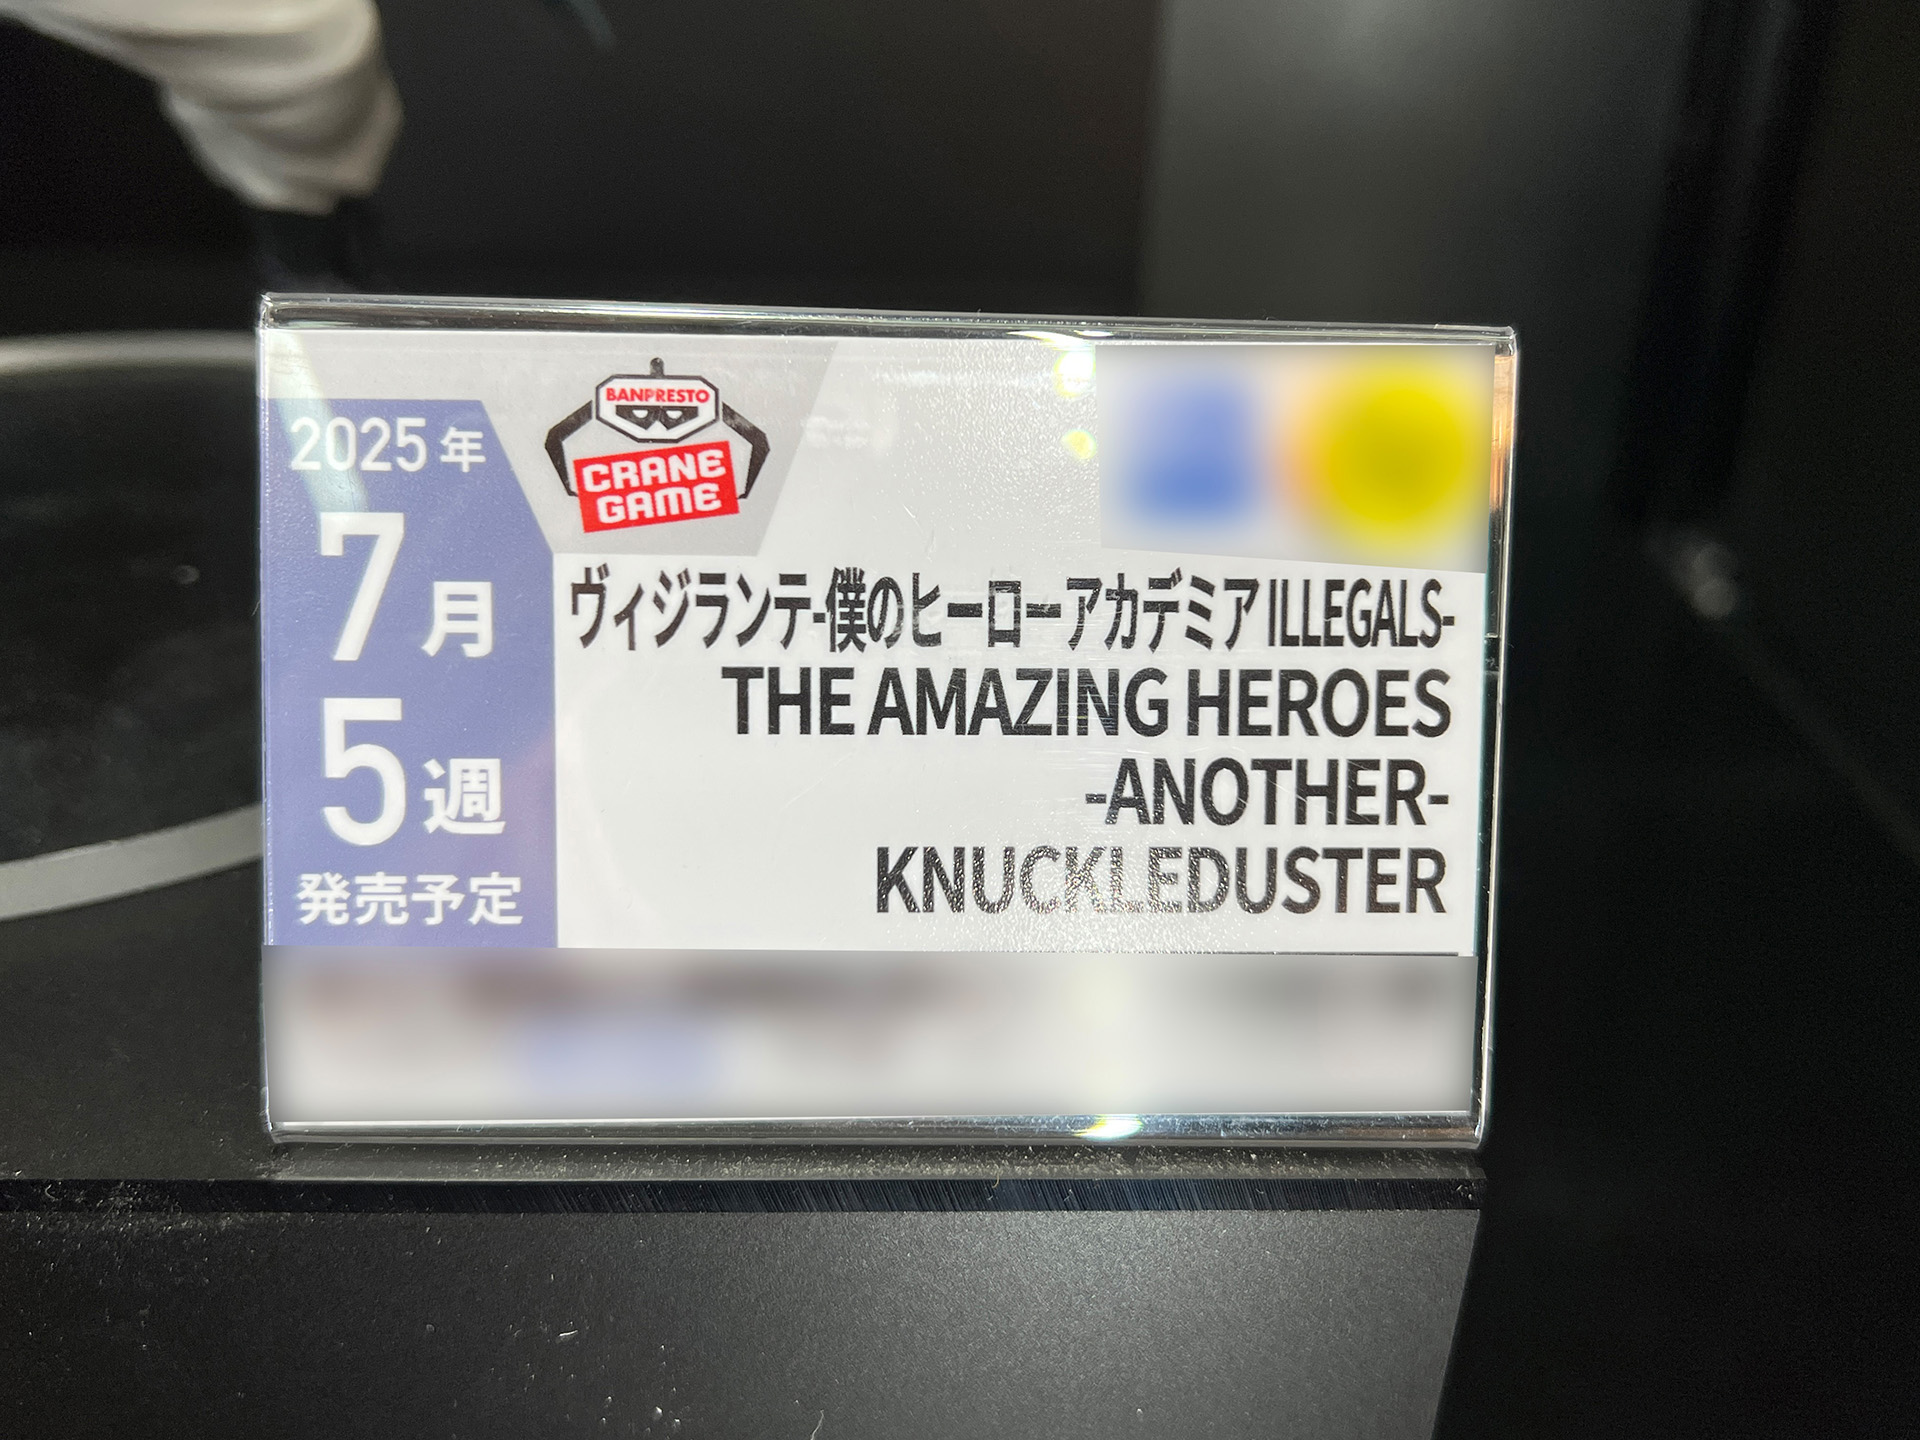 2025年
7月
5週
発売予定
BANPRESTO
CRANE
GAME
ヴィジランテ-僕のヒーローアカデミア ILLEGALS-
THE AMAZING HEROES
-ANOTHER-
KNUCKLEDUSTER